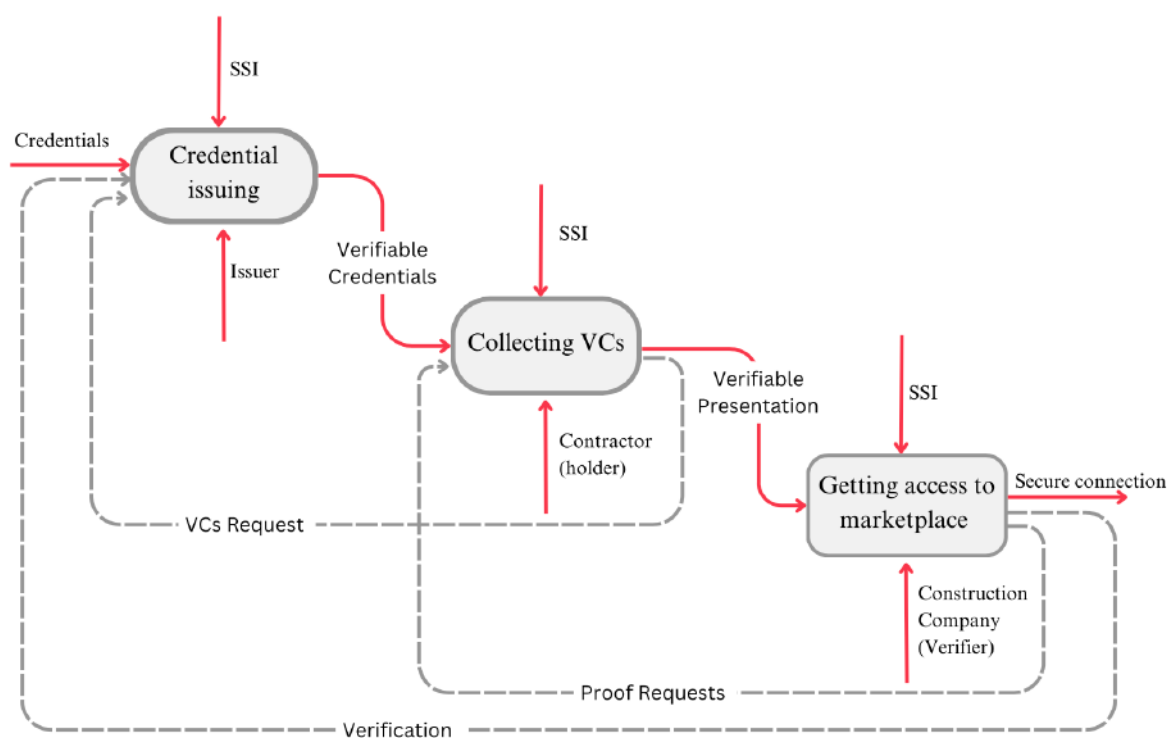 SSI
Credentials
Credential
issuing
Issuer
Verifiable
Credentials
SSI
Collecting VCs
Contractor
(holder)
VCs Request
Verifiable
Presentation
SSI
Getting access to
marketplace
Secure connection
Construction
Company
(Verifier)
Proof Requests
Verification